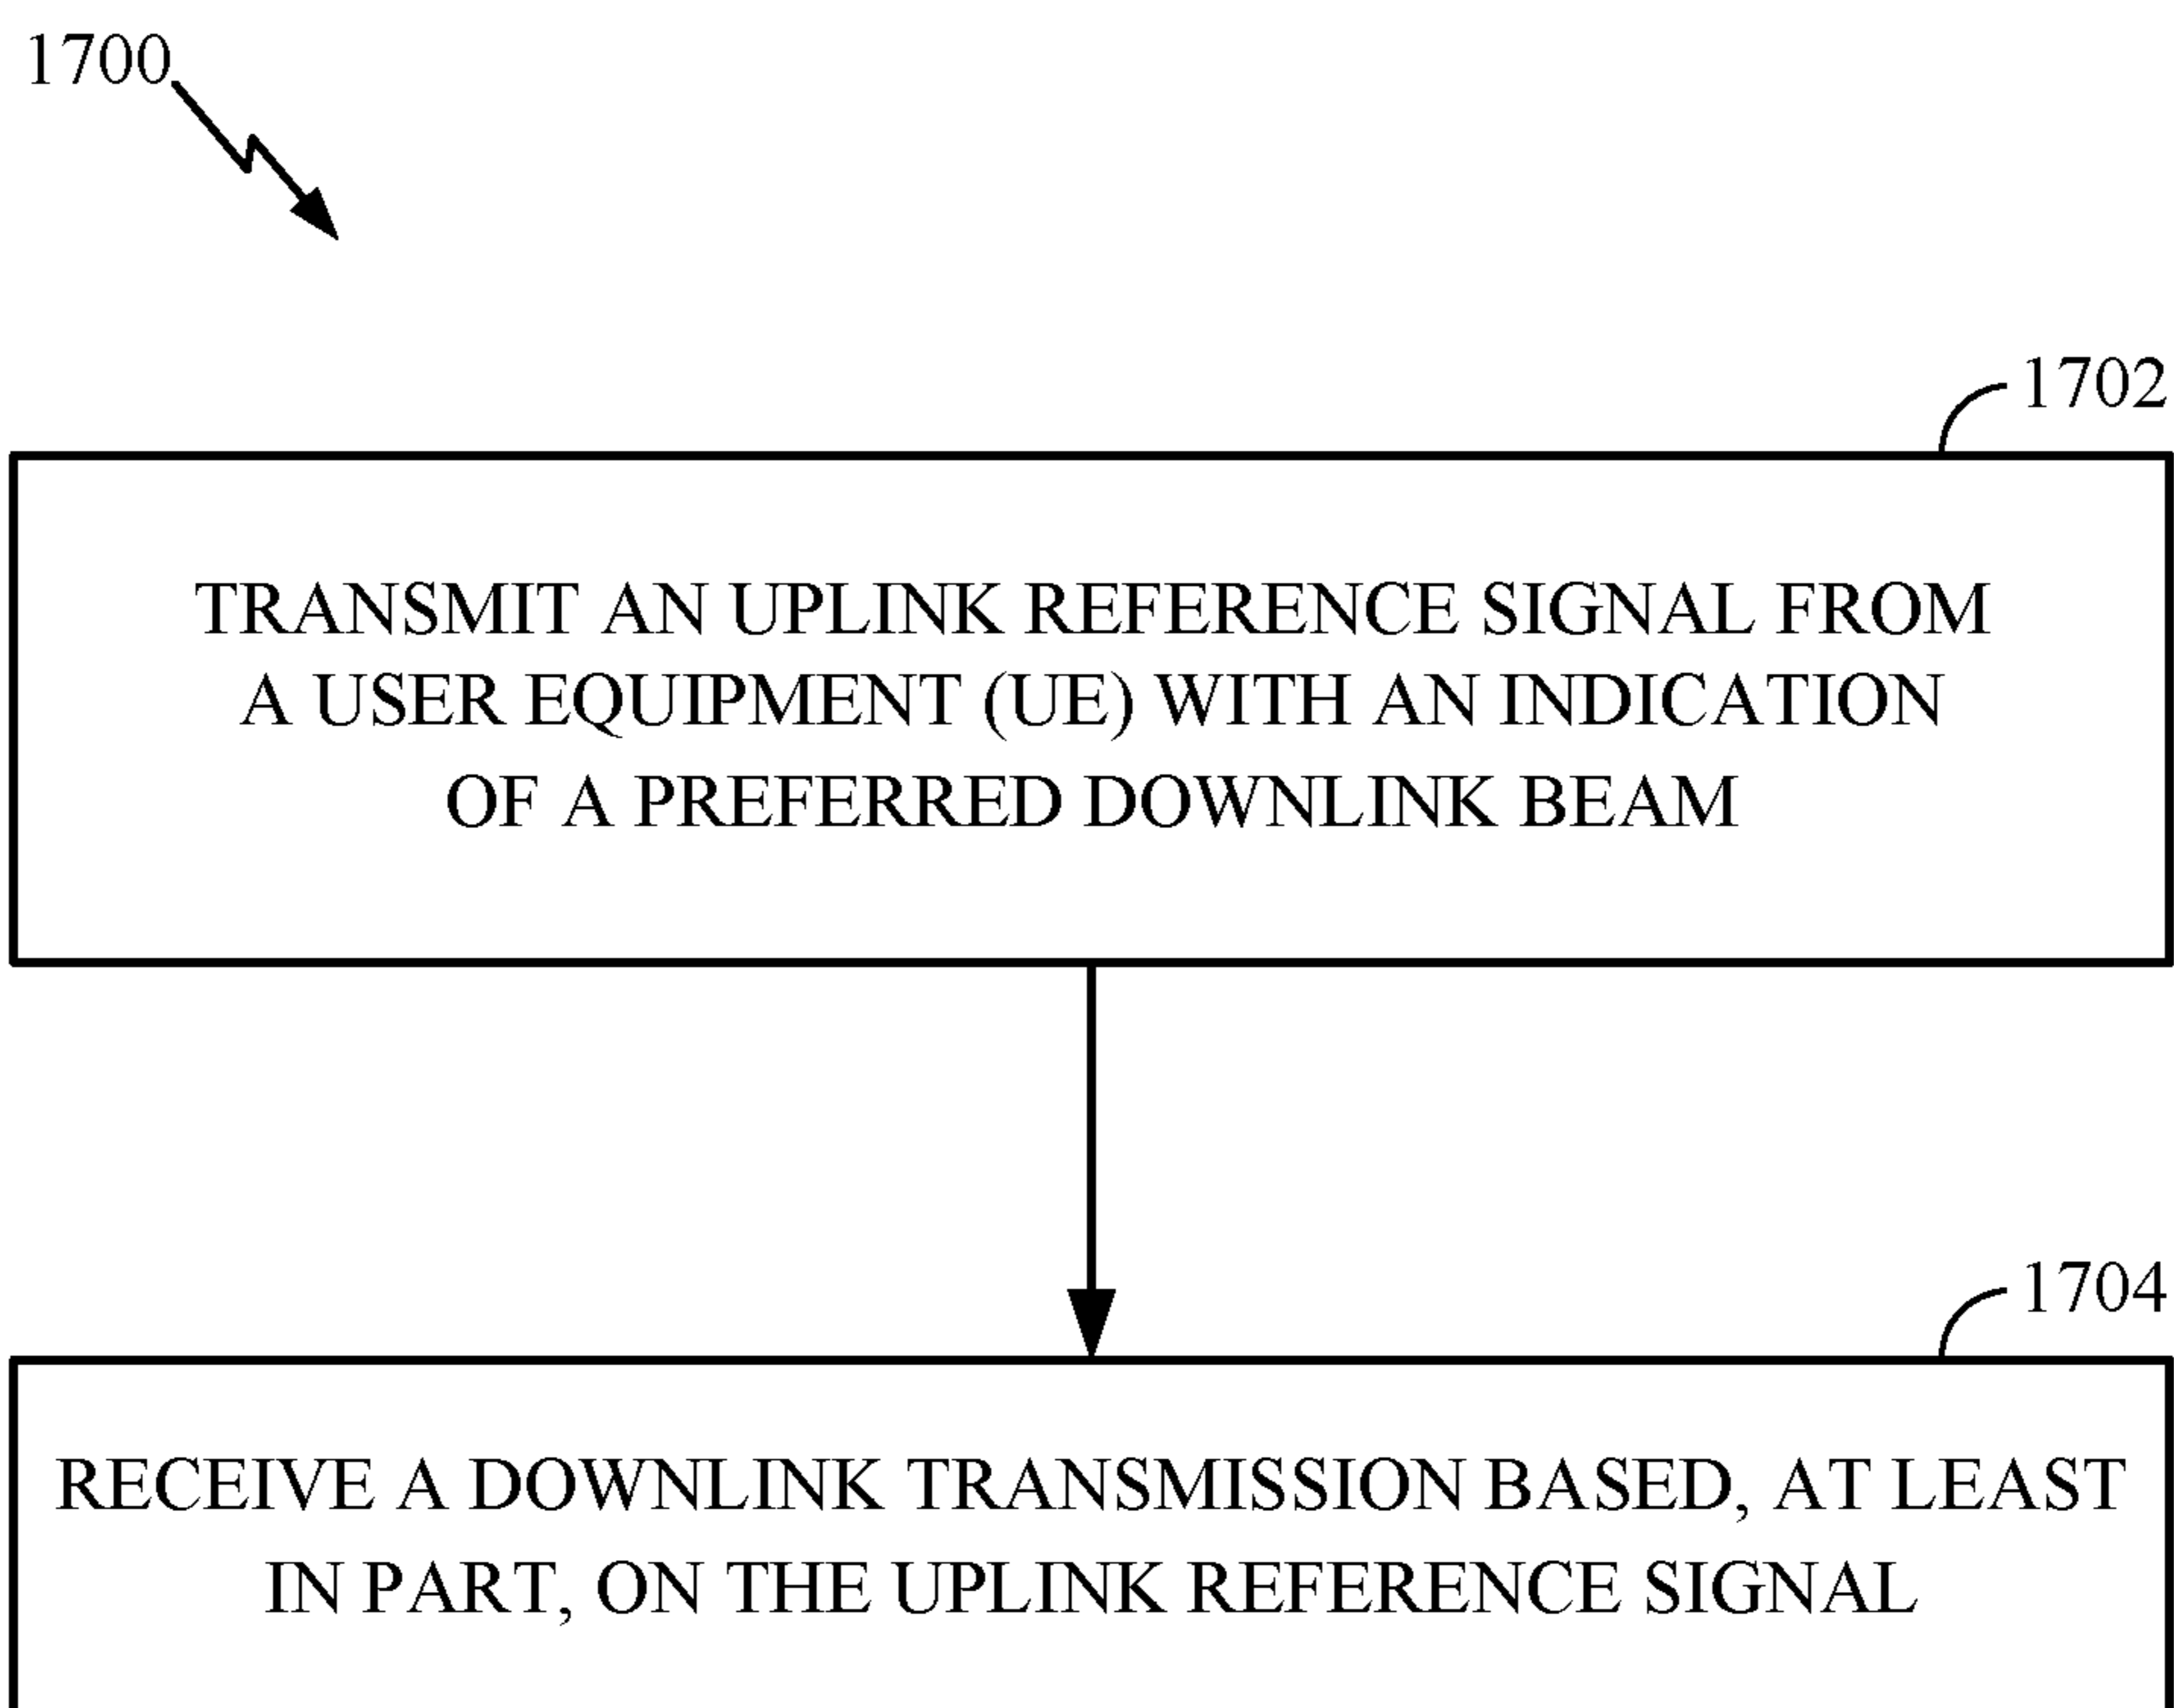 1700
1702
TRANSMIT AN UPLINK REFERENCE SIGNAL FROM
A USER EQUIPMENT (UE) WITH AN INDICATION
OF A PREFERRED DOWNLINK BEAM
1704
RECEIVE A DOWNLINK TRANSMISSION BASED, AT LEAST
IN PART, ON THE UPLINK REFERENCE SIGNAL